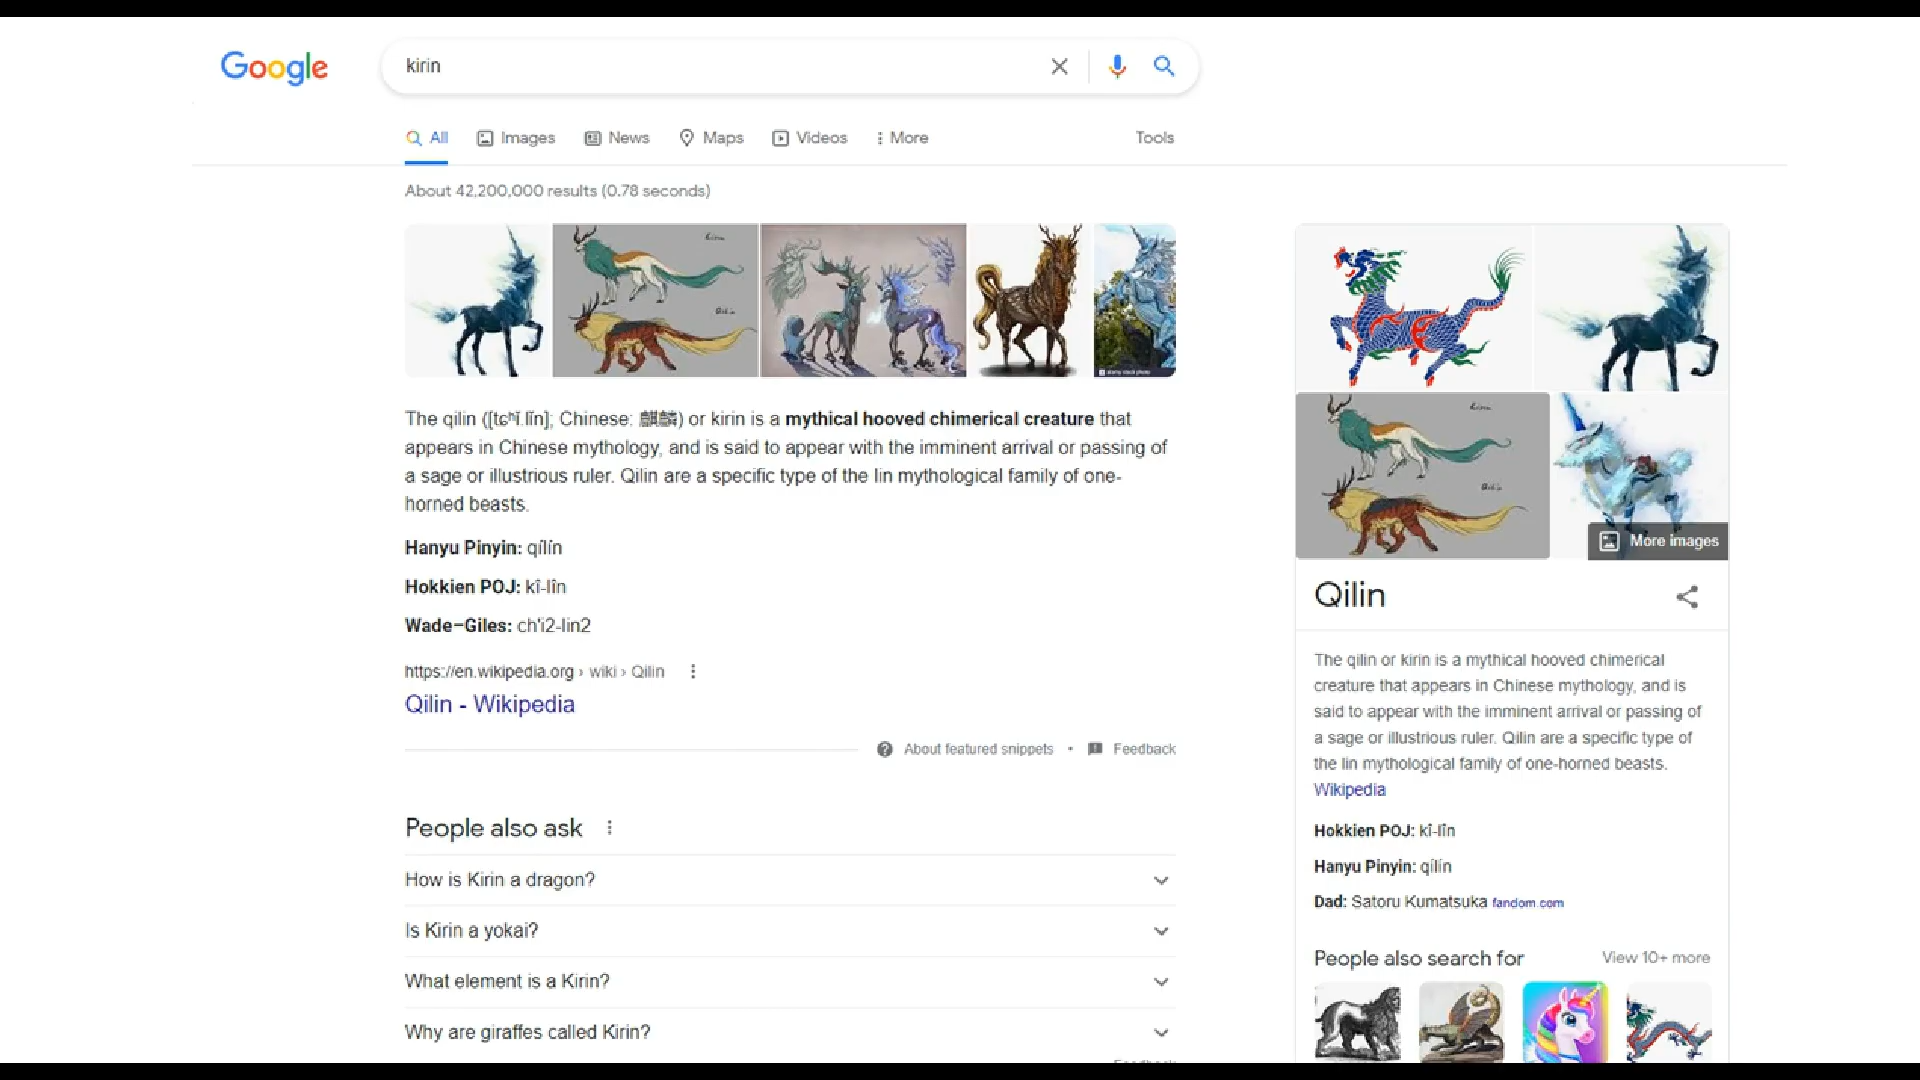 Google
kirin
All Images News Maps Videos More Tools
About 42,200,000 results (0.78 seconds)
The qilin ([tɕʰǐ.lǐn]; Chinese: 麒麟) or kirin is a mythical hooved chimerical creature that
appears in Chinese mythology, and is said to appear with the imminent arrival or passing of
a sage or illustrious ruler. Qilin are a specific type of the lin mythological family of one-
horned beasts.
Hanyu Pinyin: qílín
Hokkien POJ: kî-lîn
Wade–Giles: ch'i2-lin2
https://en.wikipedia.org › wiki › Qilin
Qilin - Wikipedia
About featured snippets • Feedback
People also ask
How is Kirin a dragon?
Is Kirin a yokai?
What element is a Kirin?
Why are giraffes called Kirin?
Feedback
More images
Qilin
The qilin or kirin is a mythical hooved chimerical
creature that appears in Chinese mythology, and is
said to appear with the imminent arrival or passing of
a sage or illustrious ruler. Qilin are a specific type of
the lin mythological family of one-horned beasts.
Wikipedia
Hokkien POJ: kî-lîn
Hanyu Pinyin: qílín
Dad: Satoru Kumatsuka fandom.com
People also search for View 10+ more